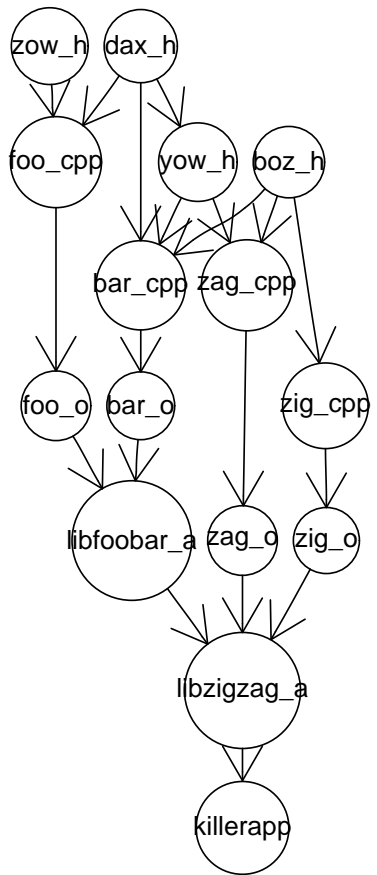 zow_h
dax_h
foo_cpp
yow_h
boz_h
bar_cpp
zag_cpp
foo_o
bar_o
zig_cpp
libfoobar_a
zag_o
zig_o
libzigzag_a
killerapp